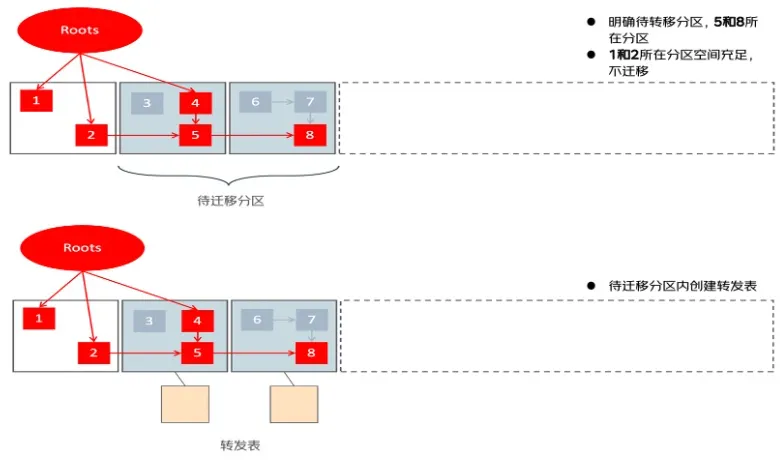 Roots
● 明确待转移分区，5和8所
在分区
● 1和2所在分区空间充足，
不迁移
1
3
4
6
7
2
5
8
待迁移分区
Roots
● 待迁移分区内创建转发表
1
3
4
6
7
2
5
8
转发表